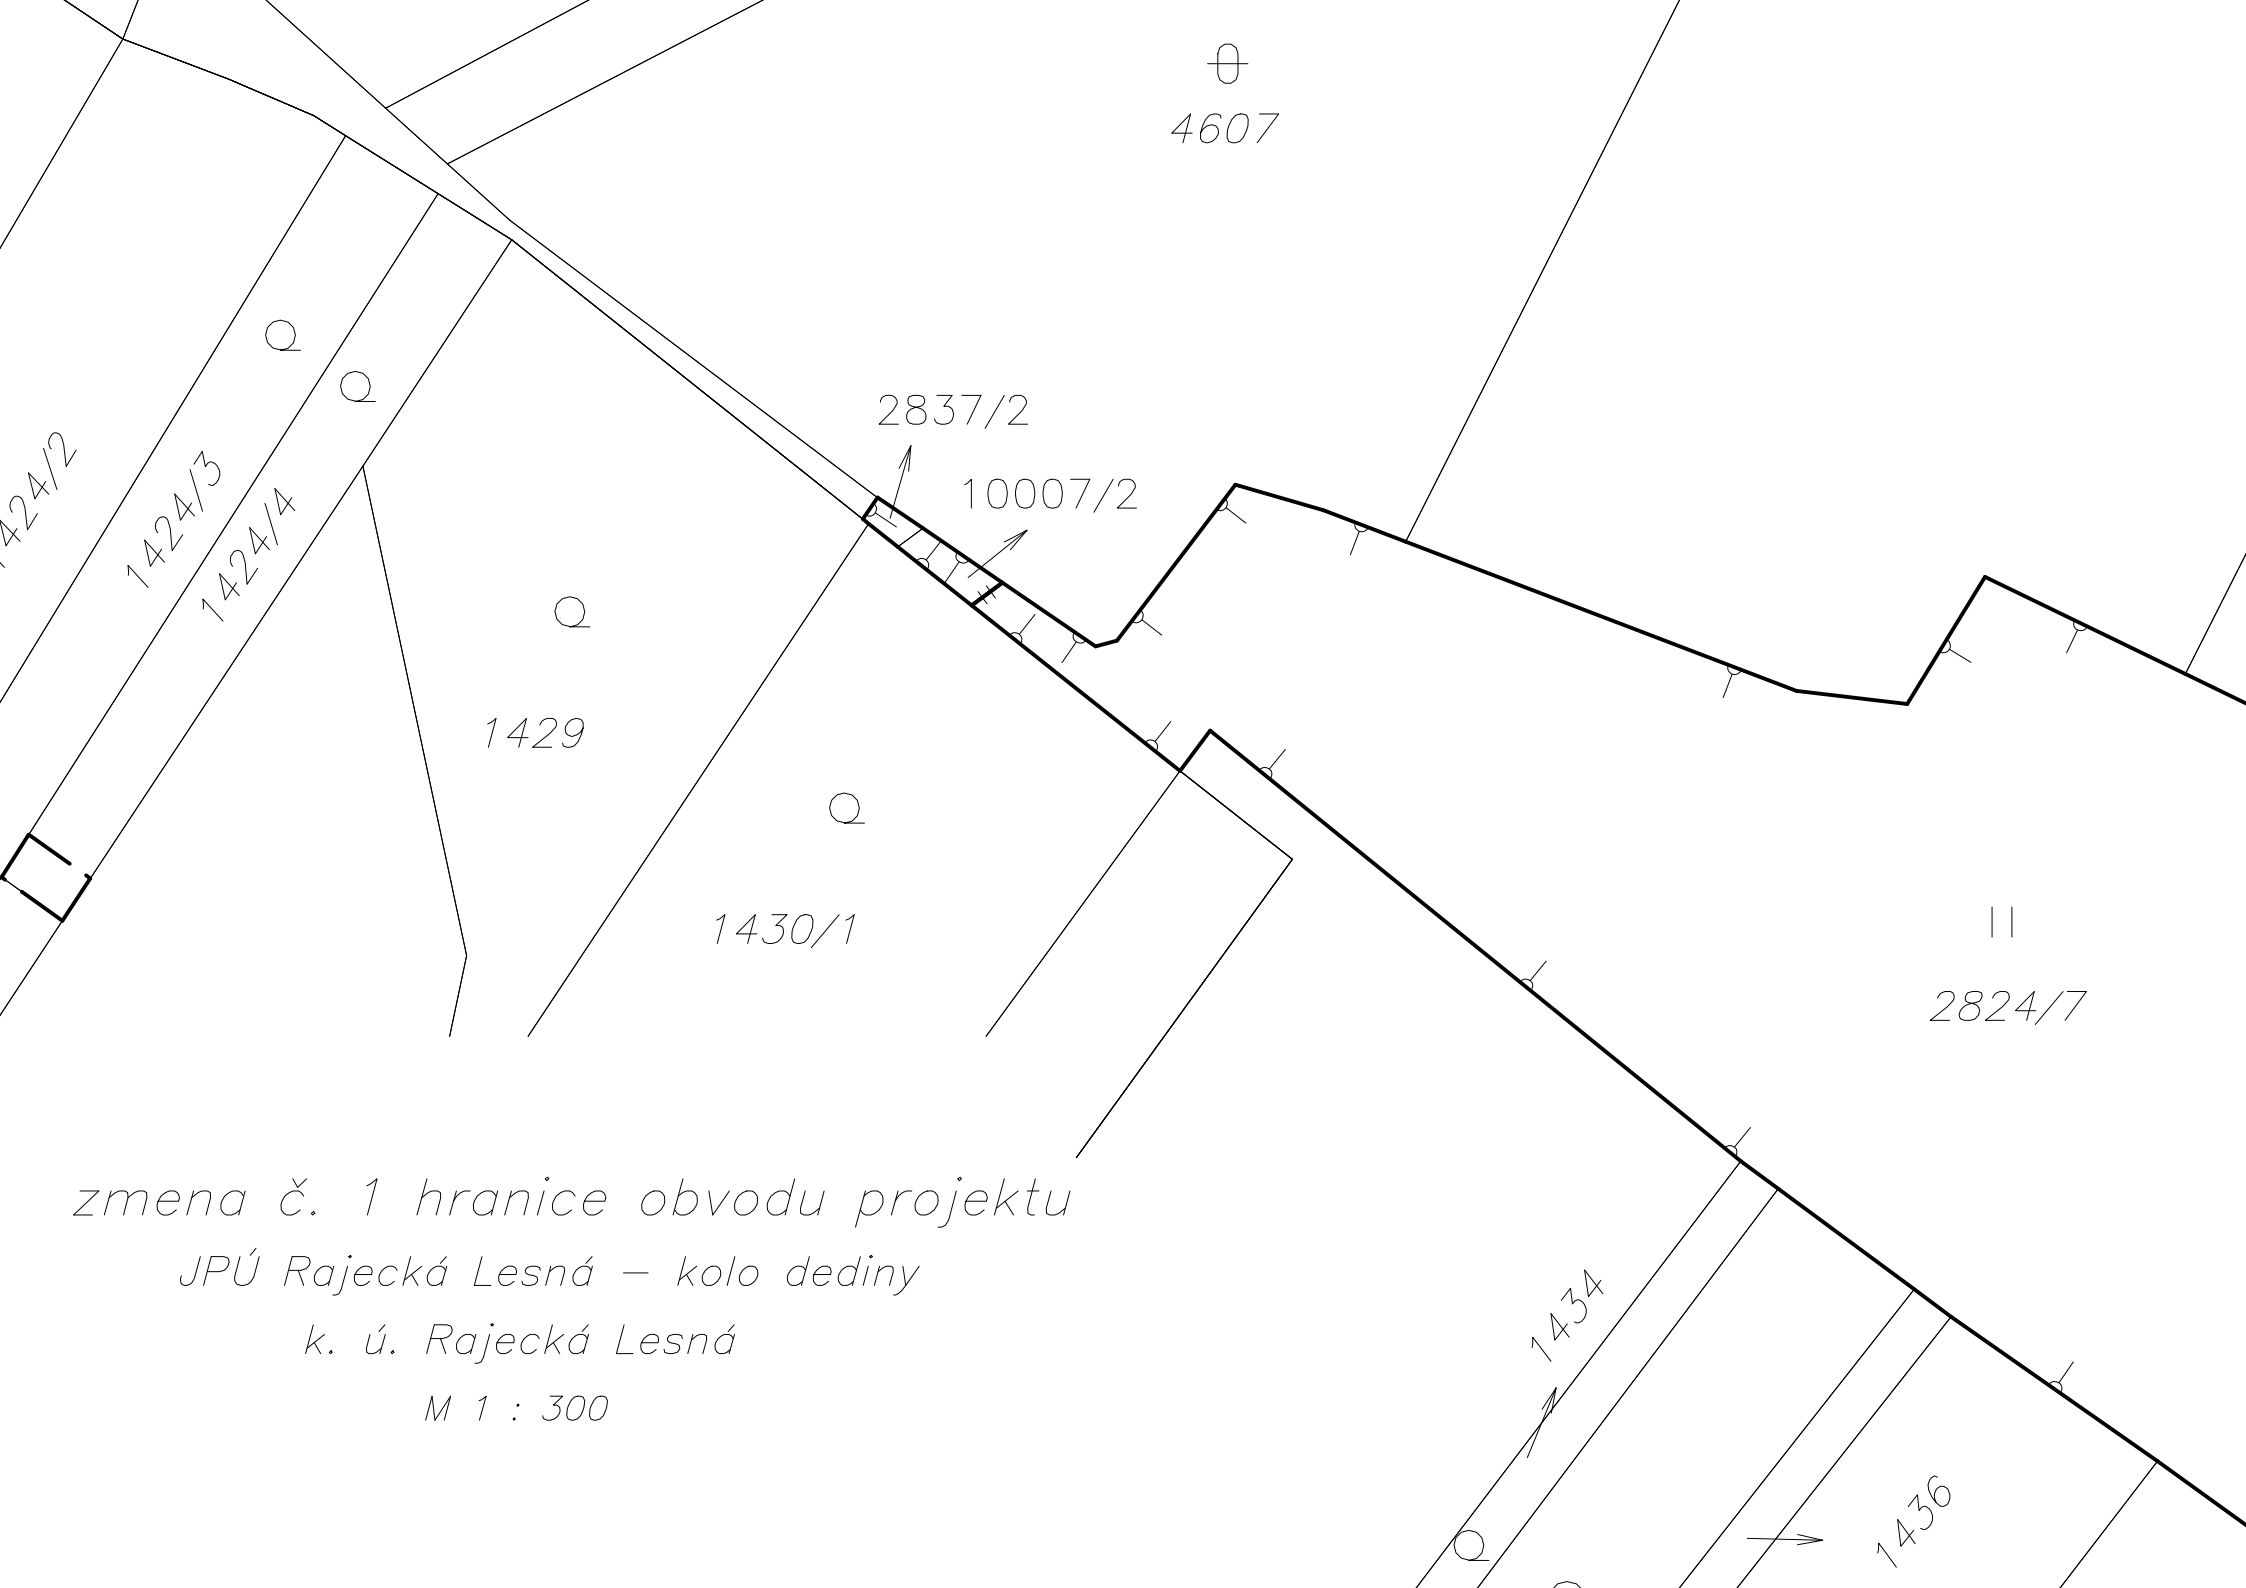 4607
2837/2
10007/2
1424/2
1424/3
1424/4
1429
1430/1
2824/7
zmena č. 1 hranice obvodu projektu
JPÚ Rajecká Lesná – kolo dediny
k. ú. Rajecká Lesná
M 1 : 300
1434
1436